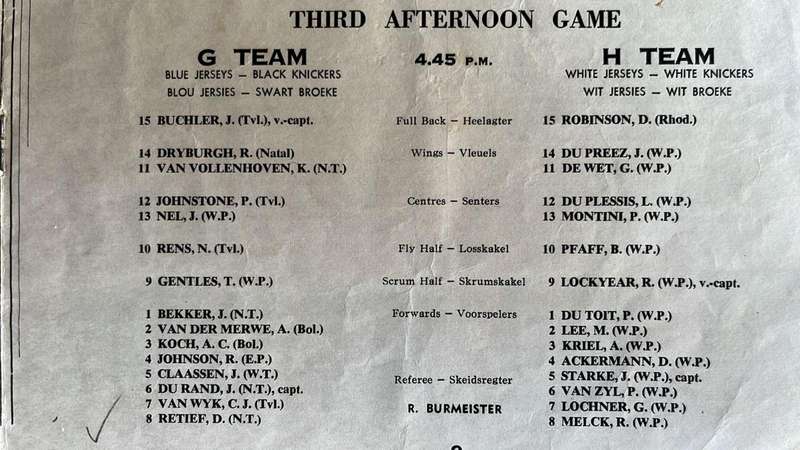 THIRD AFTERNOON GAME
G TEAM 4.45 P.M. H TEAM
BLUE JERSEYS – BLACK KNICKERS WHITE JERSEYS – WHITE KNICKERS
BLOU JERSIES – SWART BROEKE WIT JERSIES – WIT BROEKE
15 BUCHLER, J. (Tvl.), v.-capt. Full Back – Heelagter 15 ROBINSON, D. (Rhod.)
14 DRYBURGH, R. (Natal) Wings – Vleuels 14 DU PREEZ, J. (W.P.)
11 VAN VOLLENHOVEN, K. (N.T.) 11 DE WET, G. (W.P.)
12 JOHNSTONE, P. (Tvl.) Centres – Senters 12 DU PLESSIS, L. (W.P.)
13 NEL, J. (W.P.) 13 MONTINI, P. (W.P.)
10 RENS, N. (Tvl.) Fly Half – Losskakel 10 PFAFF, B. (W.P.)
9 GENTLES, T. (W.P.) Scrum Half – Skrumskakel 9 LOCKYEAR, R. (W.P.), v.-capt.
1 BEKKER, J. (N.T.) Forwards – Voorspelers 1 DU TOIT, P. (W.P.)
2 VAN DER MERWE, A. (Bol.) 2 LEE, M. (W.P.)
3 KOCH, A. C. (Bol.) 3 KRIEL, A. (W.P.)
4 JOHNSON, R. (E.P.) 4 ACKERMANN, D. (W.P.)
5 CLAASSEN, J. (W.T.) Referee – Skeidsregter 5 STARKE, J. (W.P.), capt.
6 DU RAND, J. (N.T.), capt. 6 VAN ZYL, P. (W.P.)
7 VAN WYK, C. J. (Tvl.) R. BURMEISTER 7 LOCHNER, G. (W.P.)
8 RETIEF, D. (N.T.) 8 MELCK, R. (W.P.)